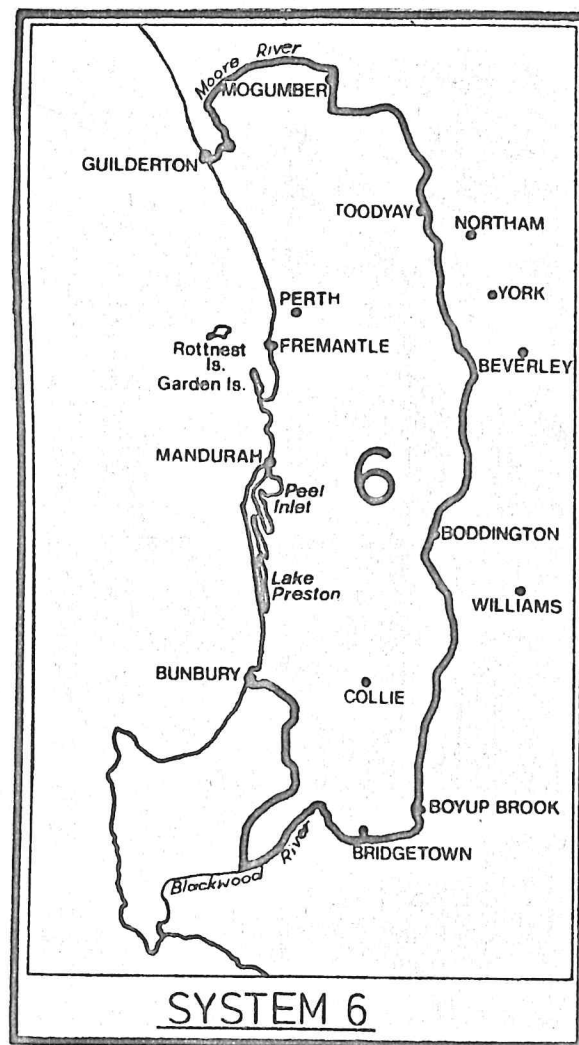 Moore River
MOGUMBER
GUILDERTON
TOODYAY
NORTHAM
YORK
PERTH
Rottnest
Is.
FREMANTLE
BEVERLEY
Garden Is.
MANDURAH
6
Peel
Inlet
BODDINGTON
Lake
Preston
WILLIAMS
BUNBURY
COLLIE
BOYUP BROOK
BRIDGETOWN
Blackwood River
SYSTEM 6